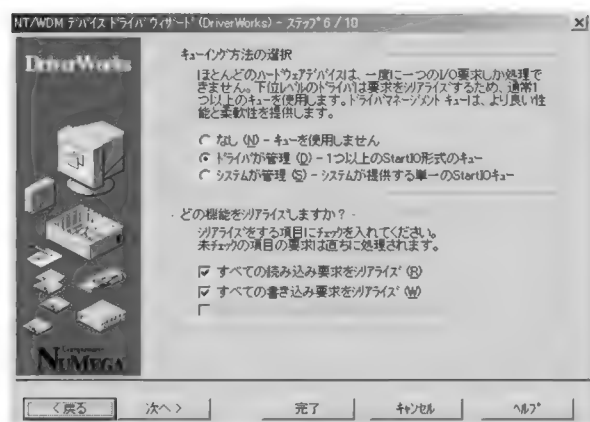 NT/WDM デバイス ドライバ ウィザード (DriverWorks) - ステップ 6 / 10
DriverWorks
キューイング方法の選択
ほとんどのハードウェアデバイスは、一度に一つのI/O要求しか処理で
きません。下位レベルのドライバは要求をシリアライズするため、通常1
つ以上のキューを使用します。ドライバマネージメント キューは、より良い性
能と柔軟性を提供します。
なし (N) - キューを使用しません
ドライバが管理 (D) - 1つ以上のStartIO形式のキュー
システムが管理 (S) - システムが提供する単一のStartIOキュー
どの機能をシリアライズしますか?
シリアライズをする項目にチェックを入れてください。
未チェックの項目の要求は直ちに処理されます。
すべての読み込み要求をシリアライズ (R)
すべての書き込み要求をシリアライズ (W)
Compuware
NUMEGA
< 戻る
次へ >
完了
キャンセル
ヘルプ